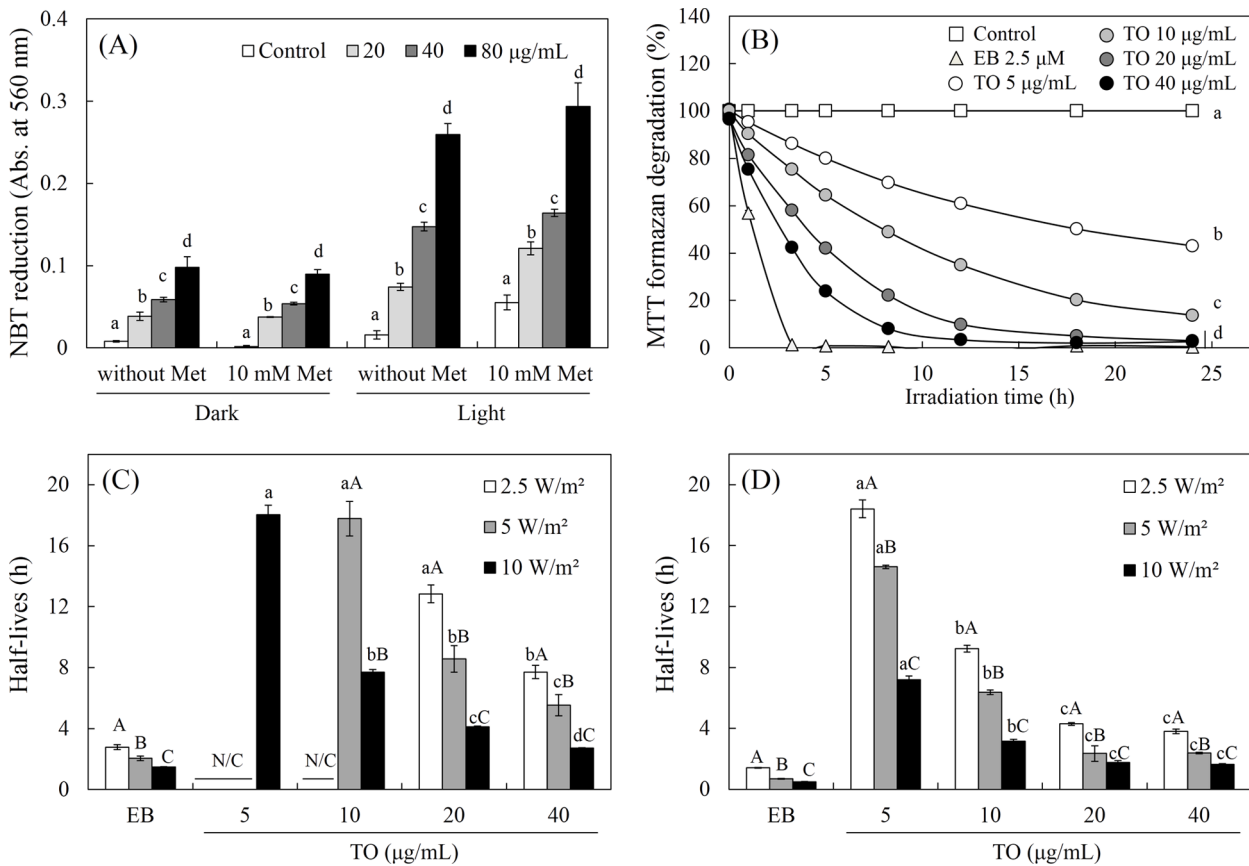 (A)
Control 20 40 80 μg/mL
NBT reduction (Abs. at 560 nm)
0.4
0.3
0.2
0.1
0
a b c d
a b c d
a b c d
a b c d
without Met 10 mM Met without Met 10 mM Met
Dark Light
(B)
Control
EB 2.5 μM
TO 5 μg/mL
TO 10 μg/mL
TO 20 μg/mL
TO 40 μg/mL
MTT formazan degradation (%)
140
120
100
80
60
40
20
0
a
b
c
d
0 5 10 15 20 25
Irradiation time (h)
(C)
2.5 W/m²
5 W/m²
10 W/m²
Half-lives (h)
20
16
12
8
4
0
A B C
N/C a
N/C aA bB
aA bB cC
bA cB dC
EB 5 10 20 40
TO (μg/mL)
(D)
2.5 W/m²
5 W/m²
10 W/m²
Half-lives (h)
20
16
12
8
4
0
A B C
aA aB aC
bA bB bC
cA cB cC
cA cB cC
EB 5 10 20 40
TO (μg/mL)